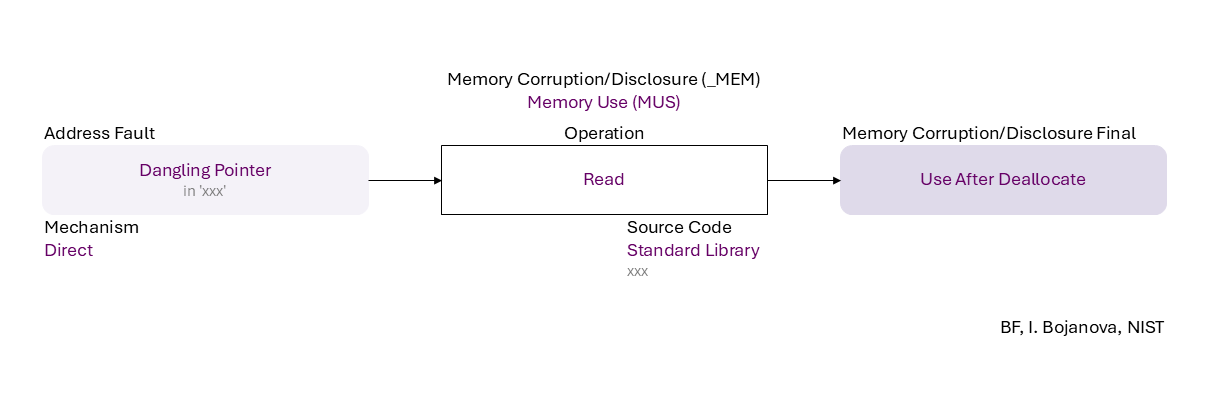 Memory Corruption/Disclosure (_MEM)
Memory Use (MUS)
Address Fault
Operation
Memory Corruption/Disclosure Final
Dangling Pointer
in 'xxx'
Read
Use After Deallocate
Mechanism
Direct
Source Code
Standard Library
xxx
BF, I. Bojanova, NIST